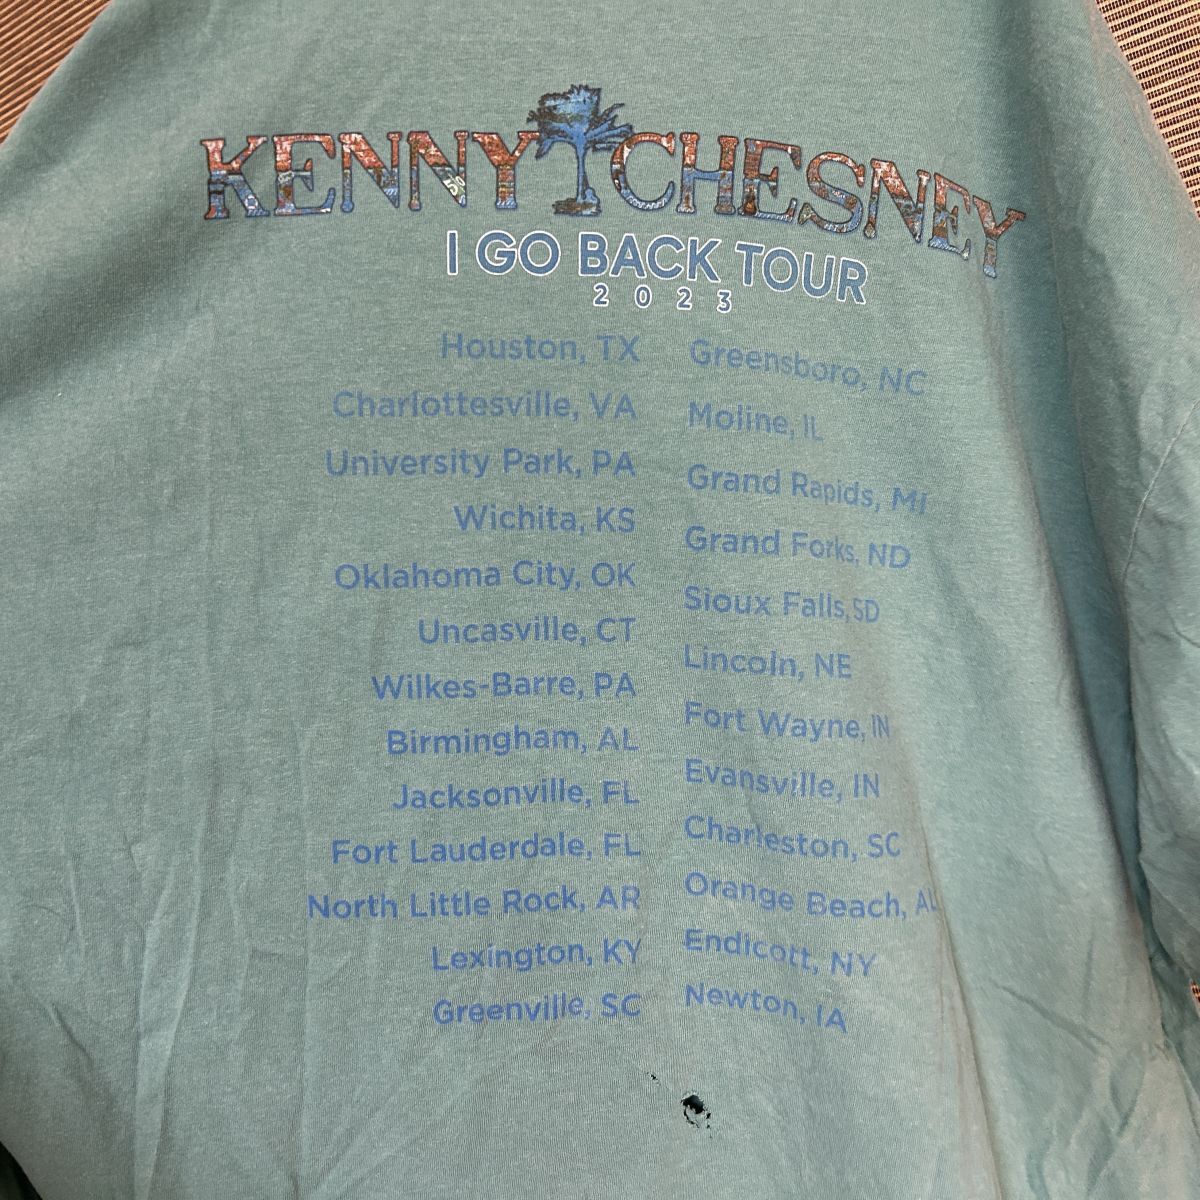 KENNY CHESNEY
I GO BACK TOUR
2023
Houston, TX
Charlottesville, VA
University Park, PA
Wichita, KS
Oklahoma City, OK
Uncasville, CT
Wilkes-Barre, PA
Birmingham, AL
Jacksonville, FL
Fort Lauderdale, FL
North Little Rock, AR
Lexington, KY
Greenville, SC
Greensboro, NC
Moline, IL
Grand Rapids, MI
Grand Forks, ND
Sioux Falls, SD
Lincoln, NE
Fort Wayne, IN
Evansville, IN
Charleston, SC
Orange Beach, AL
Endicott, NY
Newton, IA